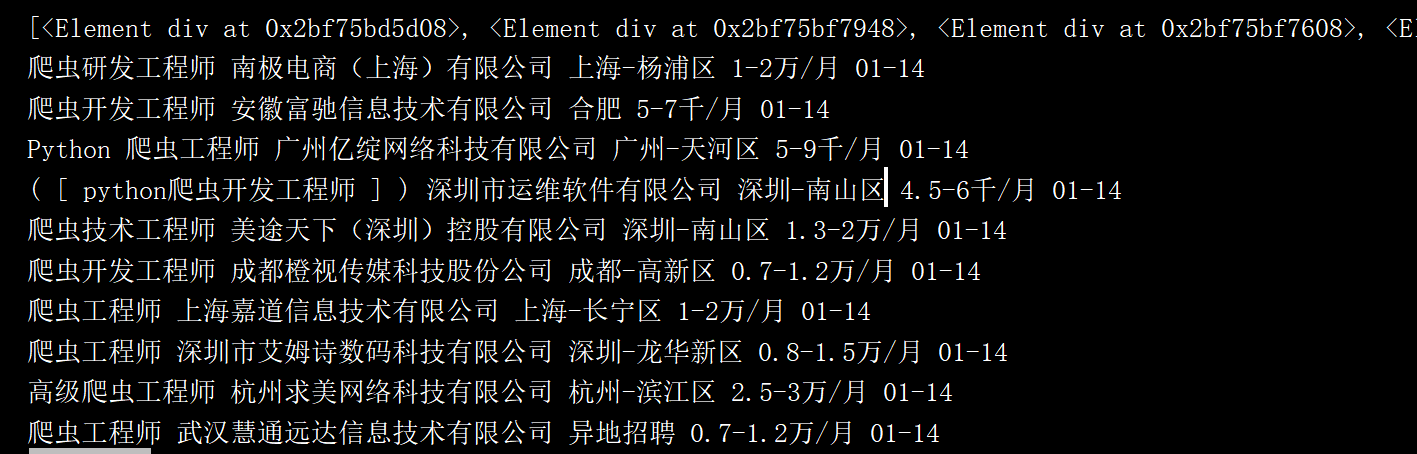 [<Element div at 0x2bf75bd5d08>, <Element div at 0x2bf75bf7948>, <Element div at 0x2bf75bf7608>, <El
爬虫研发工程师 南极电商（上海）有限公司 上海-杨浦区 1-2万/月 01-14
爬虫开发工程师 安徽富驰信息技术有限公司 合肥 5-7千/月 01-14
Python 爬虫工程师 广州亿绽网络科技有限公司 广州-天河区 5-9千/月 01-14
( [ python爬虫开发工程师 ] ) 深圳市运维软件有限公司 深圳-南山区 4.5-6千/月 01-14
爬虫技术工程师 美途天下（深圳）控股有限公司 深圳-南山区 1.3-2万/月 01-14
爬虫开发工程师 成都橙视传媒科技股份公司 成都-高新区 0.7-1.2万/月 01-14
爬虫工程师 上海嘉道信息技术有限公司 上海-长宁区 1-2万/月 01-14
爬虫工程师 深圳市艾姆诗数码科技有限公司 深圳-龙华新区 0.8-1.5万/月 01-14
高级爬虫工程师 杭州求美网络科技有限公司 杭州-滨江区 2.5-3万/月 01-14
爬虫工程师 武汉慧通远达信息技术有限公司 异地招聘 0.7-1.2万/月 01-14